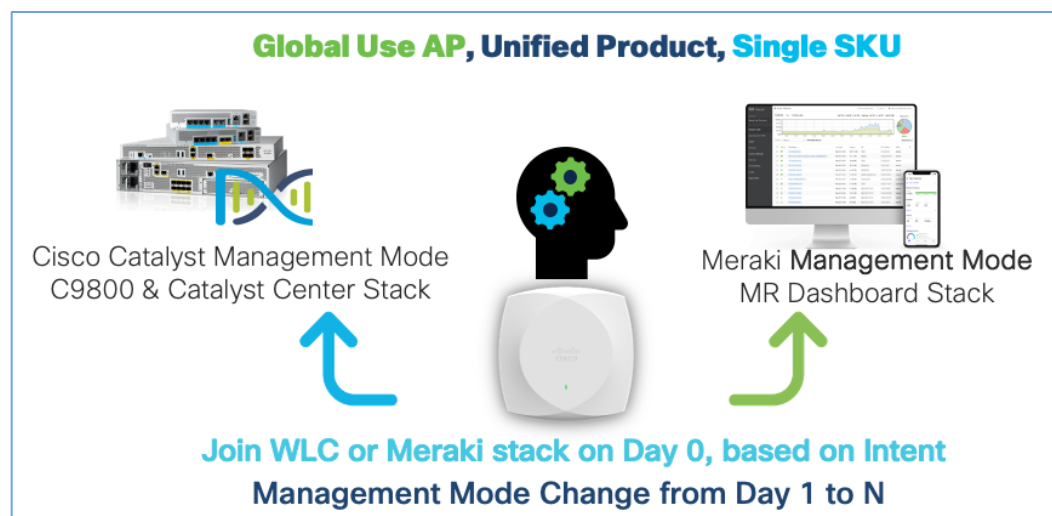 Global Use AP, Unified Product, Single SKU
Cisco Catalyst Management Mode
C9800 & Catalyst Center Stack
Meraki Management Mode
MR Dashboard Stack
CISCO
Join WLC or Meraki stack on Day 0, based on Intent
Management Mode Change from Day 1 to N